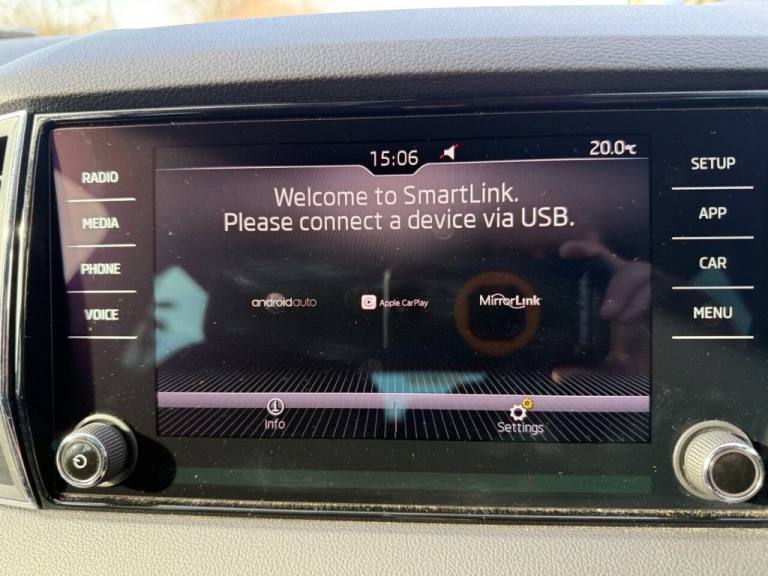 15:06
20.0°C
Welcome to SmartLink.
Please connect a device via USB.
androidauto
Apple CarPlay
MirrorLink
Info
Settings
RADIO
MEDIA
PHONE
VOICE
SETUP
APP
CAR
MENU